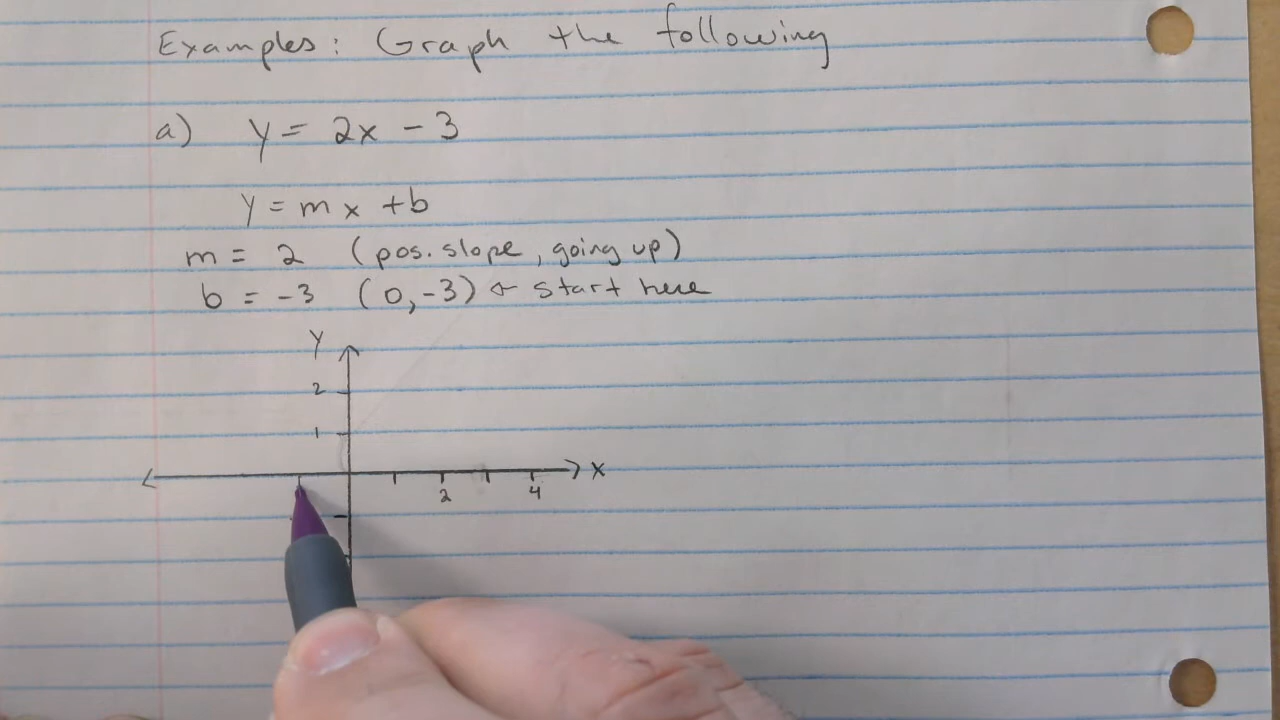 Examples: Graph the following
a) y = 2x - 3
y = mx + b
m = 2 (pos. slope, going up)
b = -3 (0, -3) ← start here
Y
2
1
X
2 4